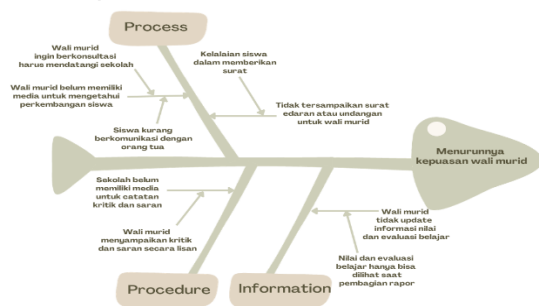 Process
Wali murid
ingin berkonsultasi
harus mendatangi sekolah
Kelalaian siswa
dalam memberikan
surat
Wali murid belum memiliki
media untuk mengetahui
perkembangan siswa
Tidak tersampaikan surat
edaran atau undangan
untuk wali murid
Siswa kurang
berkomunikasi dengan
orang tua
Menurunnya
kepuasan wali murid
Sekolah belum
memiliki media
untuk catatan
kritik dan saran
Wali murid
tidak update
informasi nilai
dan evaluasi belajar
Wali murid
menyampaikan kritik
dan saran secara lisan
Nilai dan evaluasi
belajar hanya bisa
dilihat saat
pembagian rapor
Procedure
Information